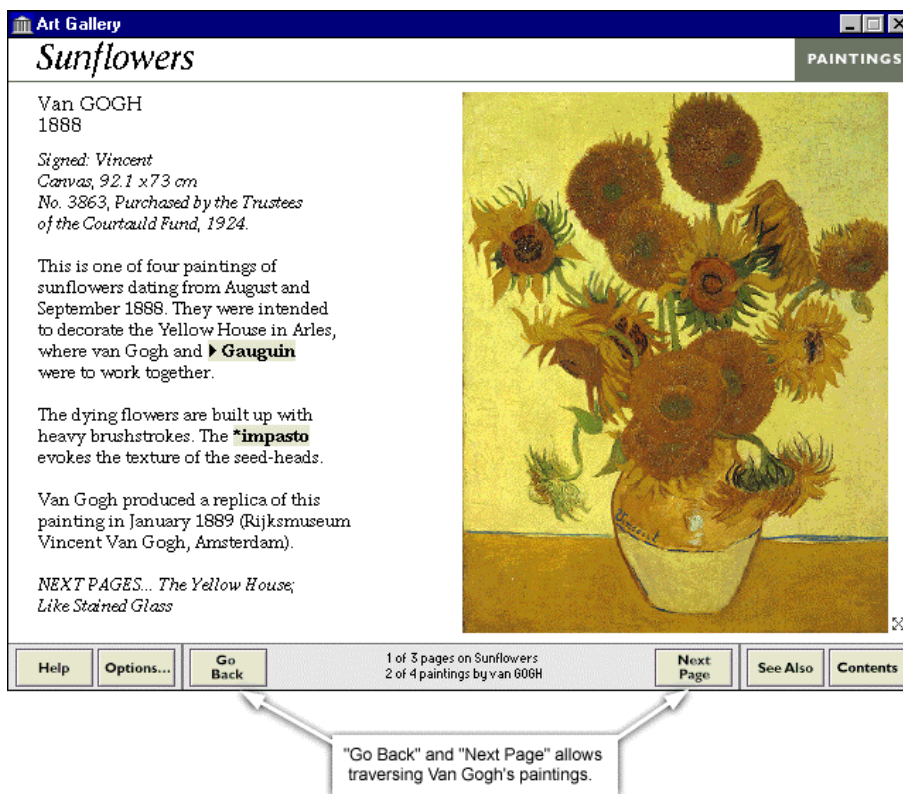 Art Gallery
Sunflowers
PAINTINGS
Van GOGH
1888
Signed: Vincent
Canvas, 92.1 x 73 cm
No. 3863, Purchased by the Trustees
of the Courtauld Fund, 1924.
This is one of four paintings of
sunflowers dating from August and
September 1888. They were intended
to decorate the Yellow House in Arles,
where van Gogh and Gauguin
were to work together.
The dying flowers are built up with
heavy brushstrokes. The *impasto
evokes the texture of the seed-heads.
Van Gogh produced a replica of this
painting in January 1889 (Rijksmuseum
Vincent Van Gogh, Amsterdam).
NEXT PAGES... The Yellow House;
Like Stained Glass
Vincent
Help
Options...
Go
Back
1 of 3 pages on Sunflowers
2 of 4 paintings by van GOGH
Next
Page
See Also
Contents
"Go Back" and "Next Page" allows
traversing Van Gogh's paintings.